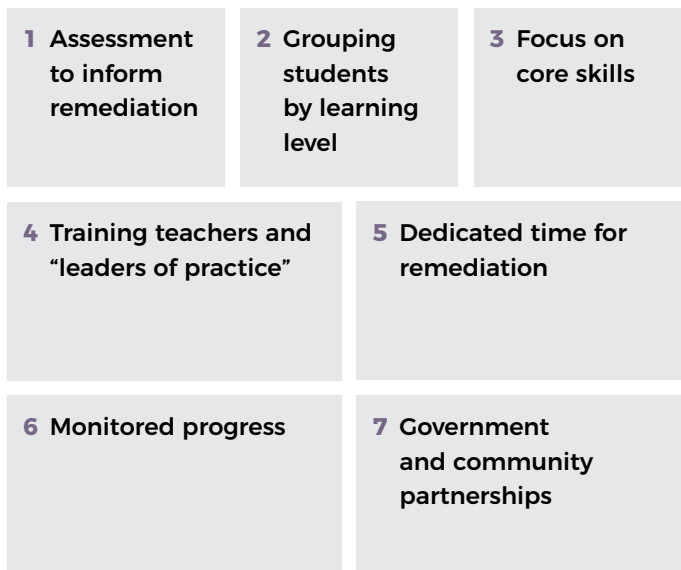 1 Assessment
to inform
remediation
2 Grouping
students
by learning
level
3 Focus on
core skills
4 Training teachers and
“leaders of practice”
5 Dedicated time for
remediation
6 Monitored progress
7 Government
and community
partnerships